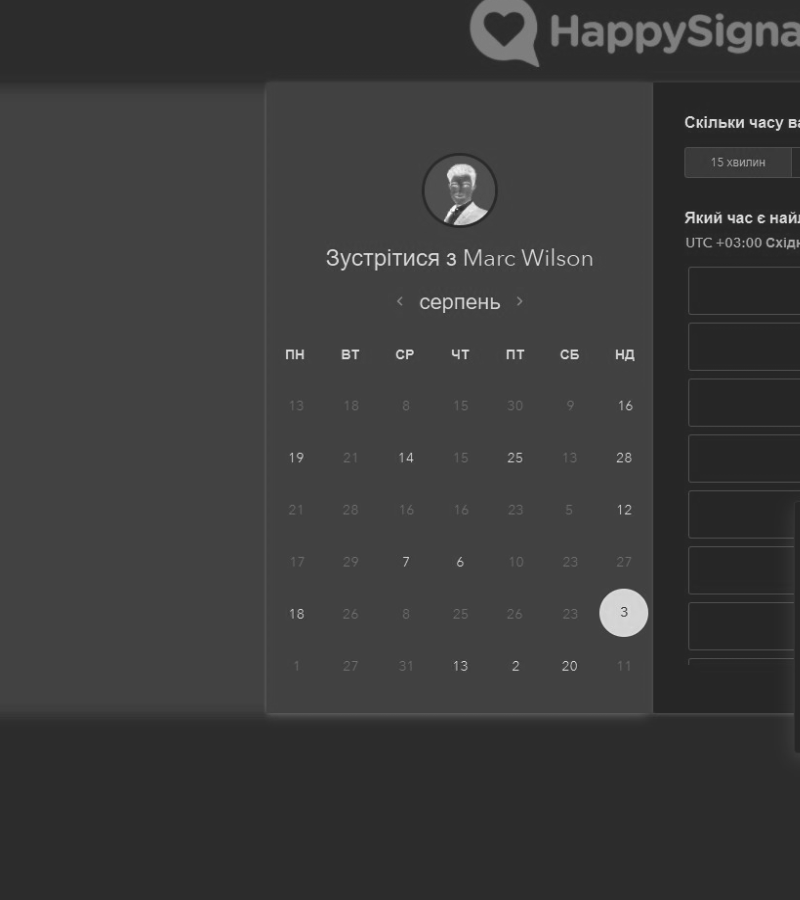 HappySigna
Зустрітися з Marc Wilson
серпень
ПН ВТ СР ЧТ ПТ СБ НД
13 18 8 15 30 9 16
19 21 14 15 25 13 28
21 28 16 16 23 5 12
17 29 7 6 10 23 27
18 26 8 25 26 23 3
1 27 31 13 2 20 11
Скільки часу ва
15 хвилин
Який час є най
UTC +03:00 Східн